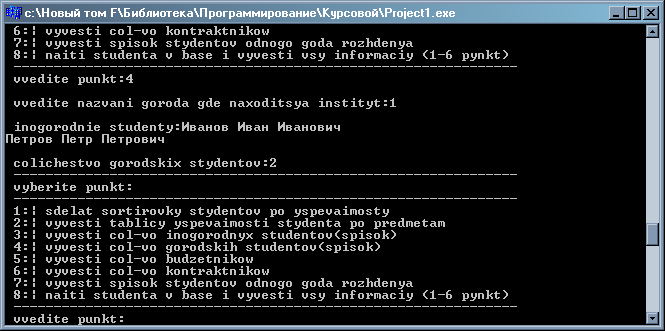 c:\Новый том F\Библиотека\Программирование\Курсовой\Project1.exe
6:| vyvesti col-vo kontraktnikow
7:| vyvesti spisok stydentov odnogo goda rozhdenya
8:| naiti studenta v base i vyvesti vsy informaciy (1-6 pynkt)
----------------------------------------------------------------
vvedite punkt:4
vvedite nazvani goroda gde naxoditsya instityt:1
inogorodnie studenty:Иванов Иван Иванович
Петров Петр Петрович
colichestvo gorodskix stydentov:2
----------------------------------------------------------------
vyberite punkt:
----------------------------------------------------------------
1:| sdelat sortirovky stydentov po yspevaimosty
2:| vyvesti tablicy yspevaimosti studenta po predmetam
3:| vyvesti col-vo inogorodnyx studentov(spisok)
4:| vyvesti col-vo gorodskih studentov(spisok)
5:| vyvesti col-vo budzetnikow
6:| vyvesti col-vo kontraktnikow
7:| vyvesti spisok stydentov odnogo goda rozhdenya
8:| naiti studenta v base i vyvesti vsy informaciy (1-6 pynkt)
----------------------------------------------------------------
vvedite punkt: